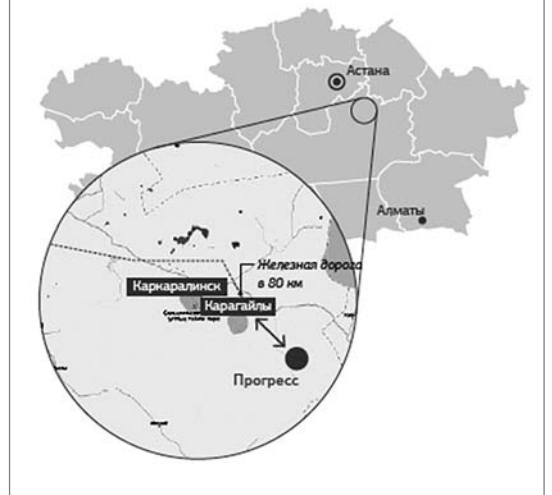 Астана
Алматы
Железная дорога
в 80 км
Каркаралинск
Карагайлы
Прогресс